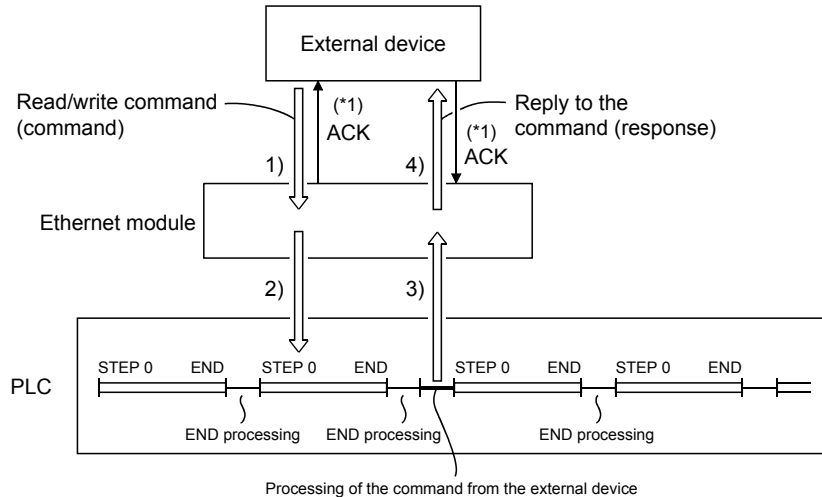 External device
Read/write command
(command)
(*1)
ACK
Reply to the
command (response)
(*1)
ACK
1)
4)
Ethernet module
2)
3)
STEP 0 END STEP 0 END STEP 0 END STEP 0 END
PLC
END processing END processing END processing
Processing of the command from the external device